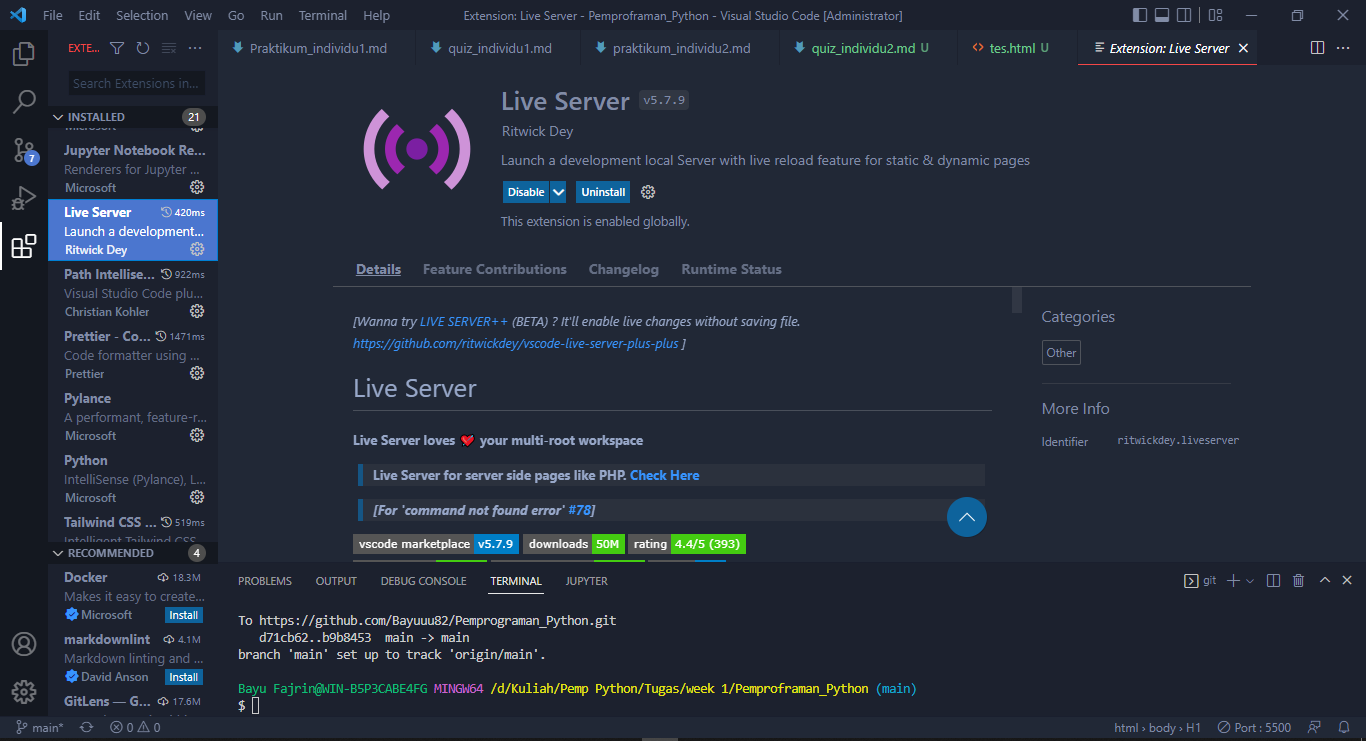 File Edit Selection View Go Run Terminal Help
Extension: Live Server - Pemproframan_Python - Visual Studio Code [Administrator]
EXTE...
Praktikum_individu1.md
quiz_individu1.md
praktikum_individu2.md
quiz_individu2.md U
tes.html U
Extension: Live Server
Search Extensions in...
INSTALLED 21
Microsoft
Jupyter Notebook Re...
Renderers for Jupyter ...
Microsoft
Live Server 420ms
Launch a development...
Ritwick Dey
Path Intellise... 922ms
Visual Studio Code plu...
Christian Kohler
Prettier - Co... 1471ms
Code formatter using ...
Prettier
Pylance
A performant, feature-r...
Microsoft
Python
IntelliSense (Pylance), L...
Microsoft
Tailwind CSS ... 519ms
Intelligent Tailwind CSS
RECOMMENDED 4
Docker 18.3M
Makes it easy to create...
Microsoft Install
markdownlint 4.1M
Markdown linting and ...
David Anson Install
GitLens — G... 17.6M
7
Live Server v5.7.9
Ritwick Dey
Launch a development local Server with live reload feature for static & dynamic pages
Disable Uninstall
This extension is enabled globally.
Details Feature Contributions Changelog Runtime Status
[Wanna try LIVE SERVER++ (BETA) ? It'll enable live changes without saving file.
https://github.com/ritwickdey/vscode-live-server-plus-plus ]
Live Server
Live Server loves your multi-root workspace
Live Server for server side pages like PHP. Check Here
[For 'command not found error' #78]
vscode marketplace v5.7.9 downloads 50M rating 4.4/5 (393)
Categories
Other
More Info
Identifier ritwickdey.liveserver
PROBLEMS OUTPUT DEBUG CONSOLE TERMINAL JUPYTER
git
To https://github.com/Bayuuu82/Pemprograman_Python.git
d71cb62..b9b8453 main -> main
branch 'main' set up to track 'origin/main'.
Bayu Fajrin@WIN-B5P3CABE4FG MINGW64 /d/Kuliah/Pemp Python/Tugas/week 1/Pemproframan_Python (main)
$
main* 0 0
html › body › H1 Port : 5500